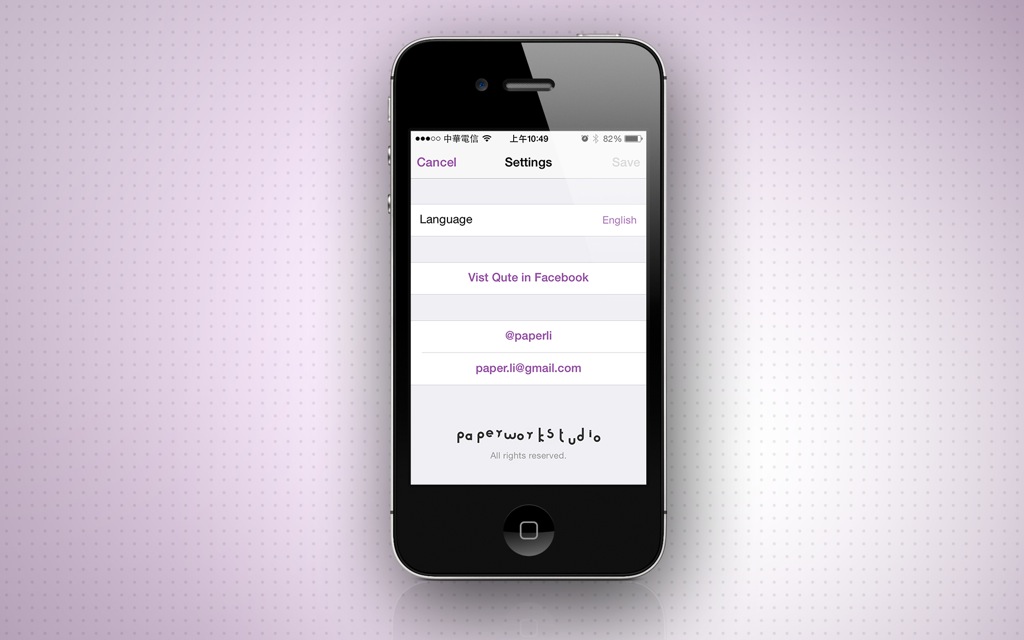 中華電信 上午10:49 82%
Cancel Settings Save
Language English
Vist Qute in Facebook
@paperli
paper.li@gmail.com
paperworkstudio
All rights reserved.